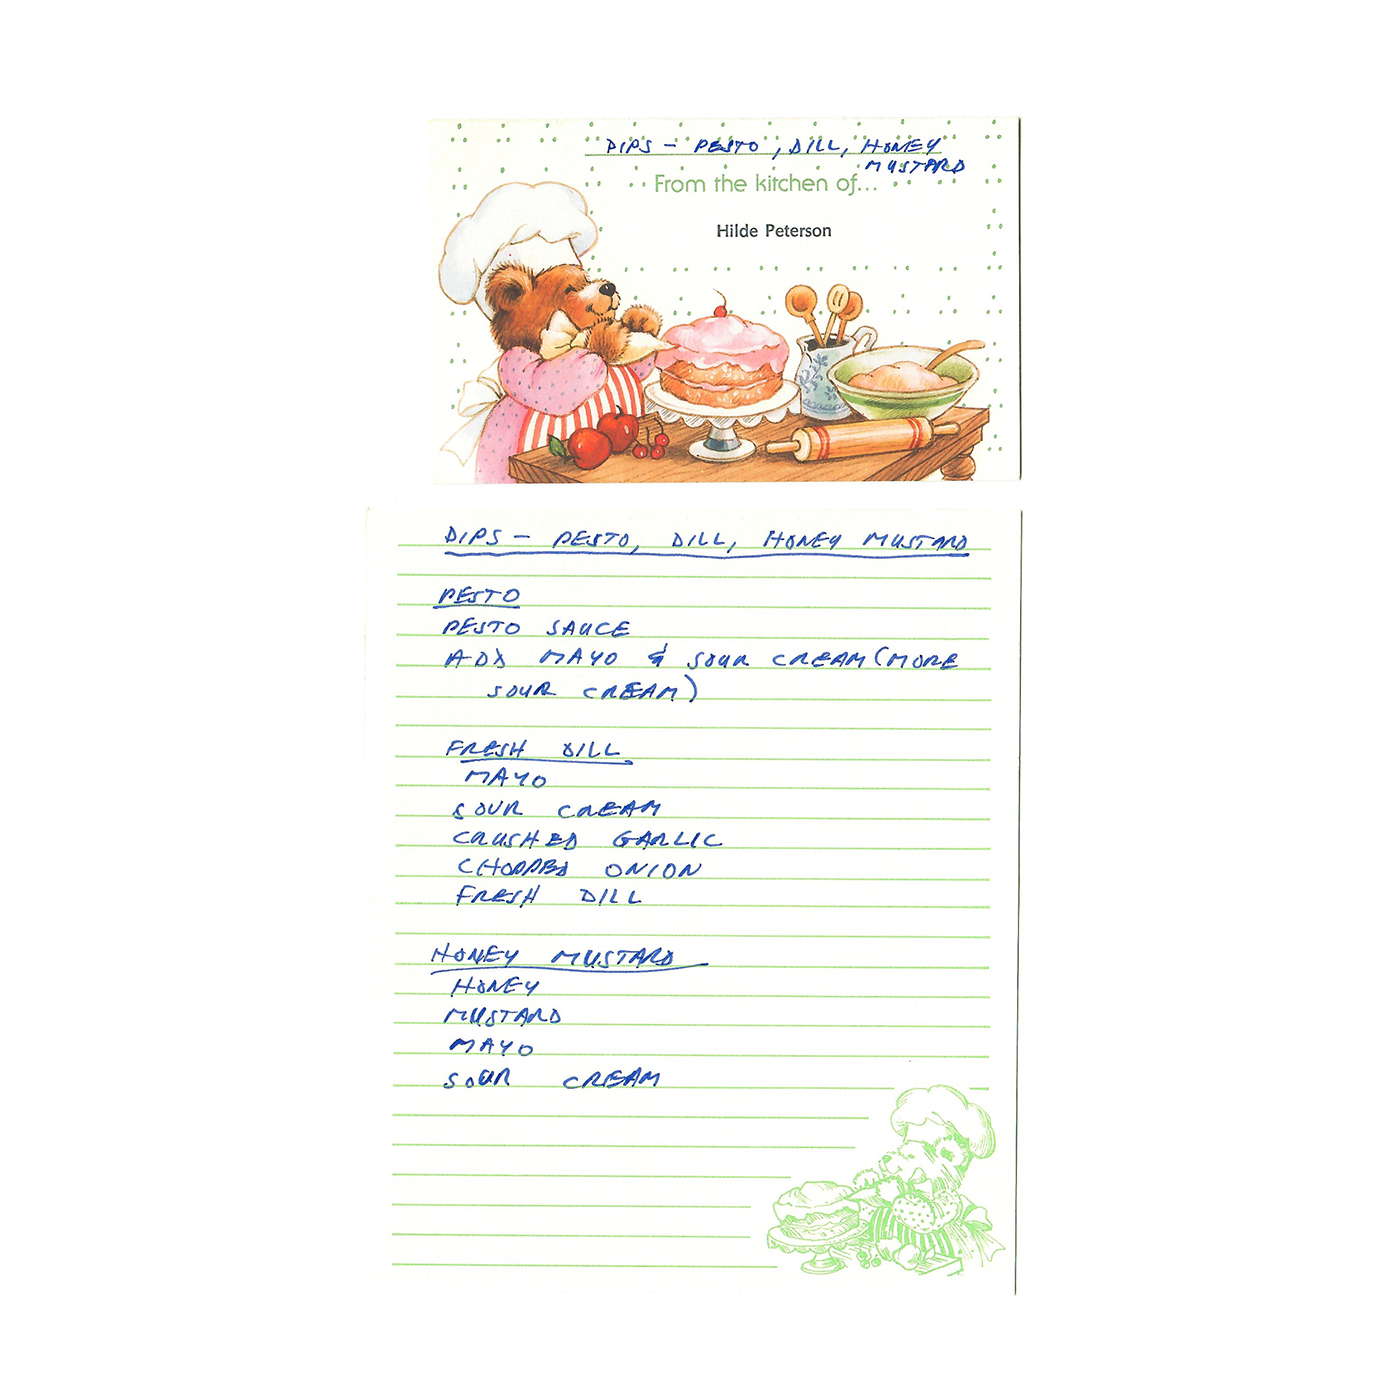 DIPS - PESTO, DILL, HONEY
MUSTARD
From the kitchen of...
Hilde Peterson
DIPS - PESTO, DILL, HONEY MUSTARD
PESTO
PESTO SAUCE
ADD MAYO & SOUR CREAM (MORE
SOUR CREAM)
FRESH DILL
MAYO
SOUR CREAM
CRUSHED GARLIC
CHOPPED ONION
FRESH DILL
HONEY MUSTARD
HONEY
MUSTARD
MAYO
SOUR CREAM